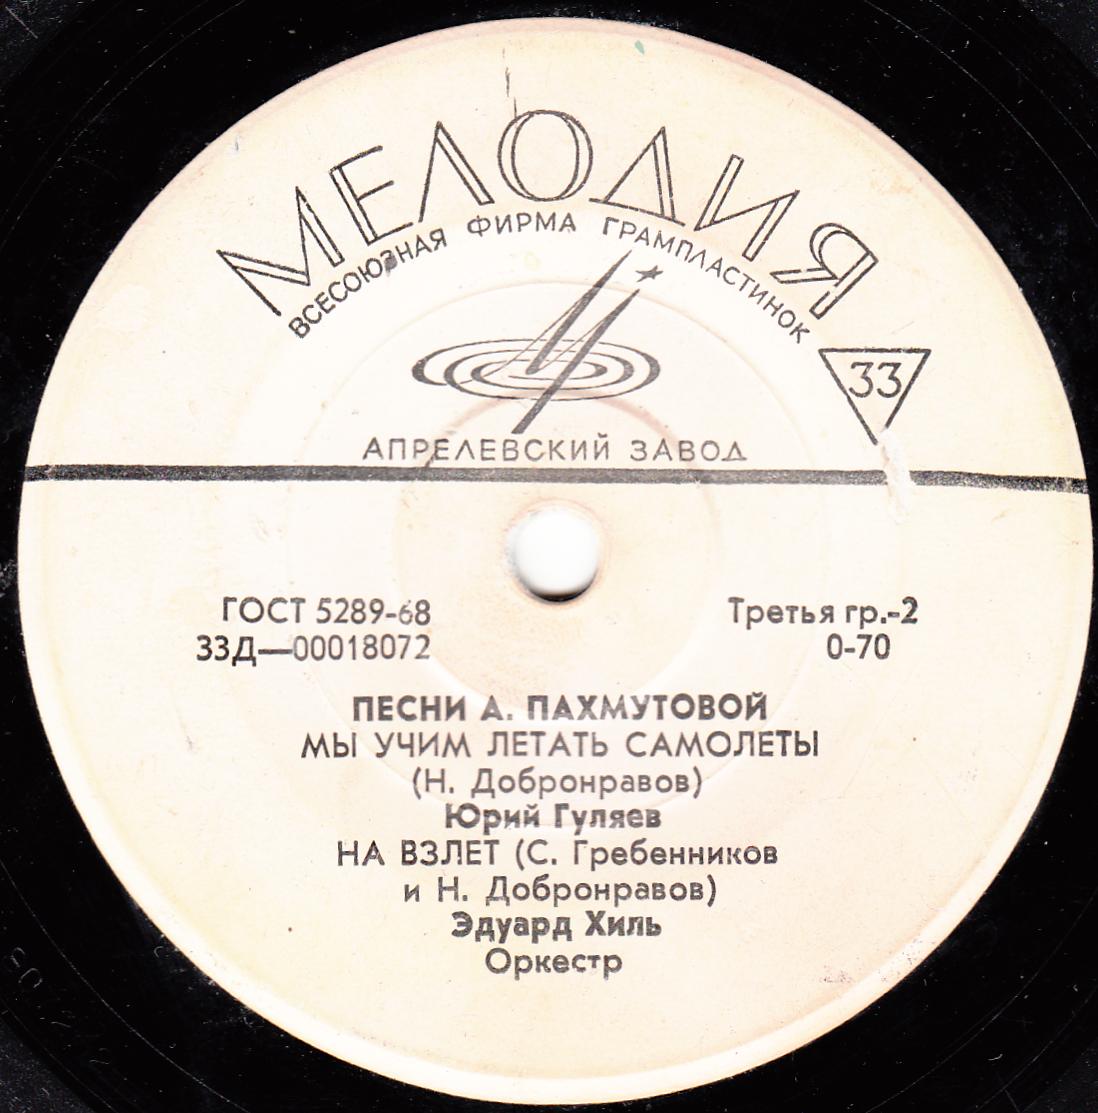 МЕЛОДИЯ
ВСЕСОЮЗНАЯ ФИРМА ГРАМПЛАСТИНОК
33
АПРЕЛЕВСКИЙ ЗАВОД
ГОСТ 5289-68
Третья гр.-2
33Д—00018072
0-70
ПЕСНИ А. ПАХМУТОВОЙ
МЫ УЧИМ ЛЕТАТЬ САМОЛЕТЫ
(Н. Добронравов)
Юрий Гуляев
НА ВЗЛЕТ (С. Гребенников
и Н. Добронравов)
Эдуард Хиль
Оркестр